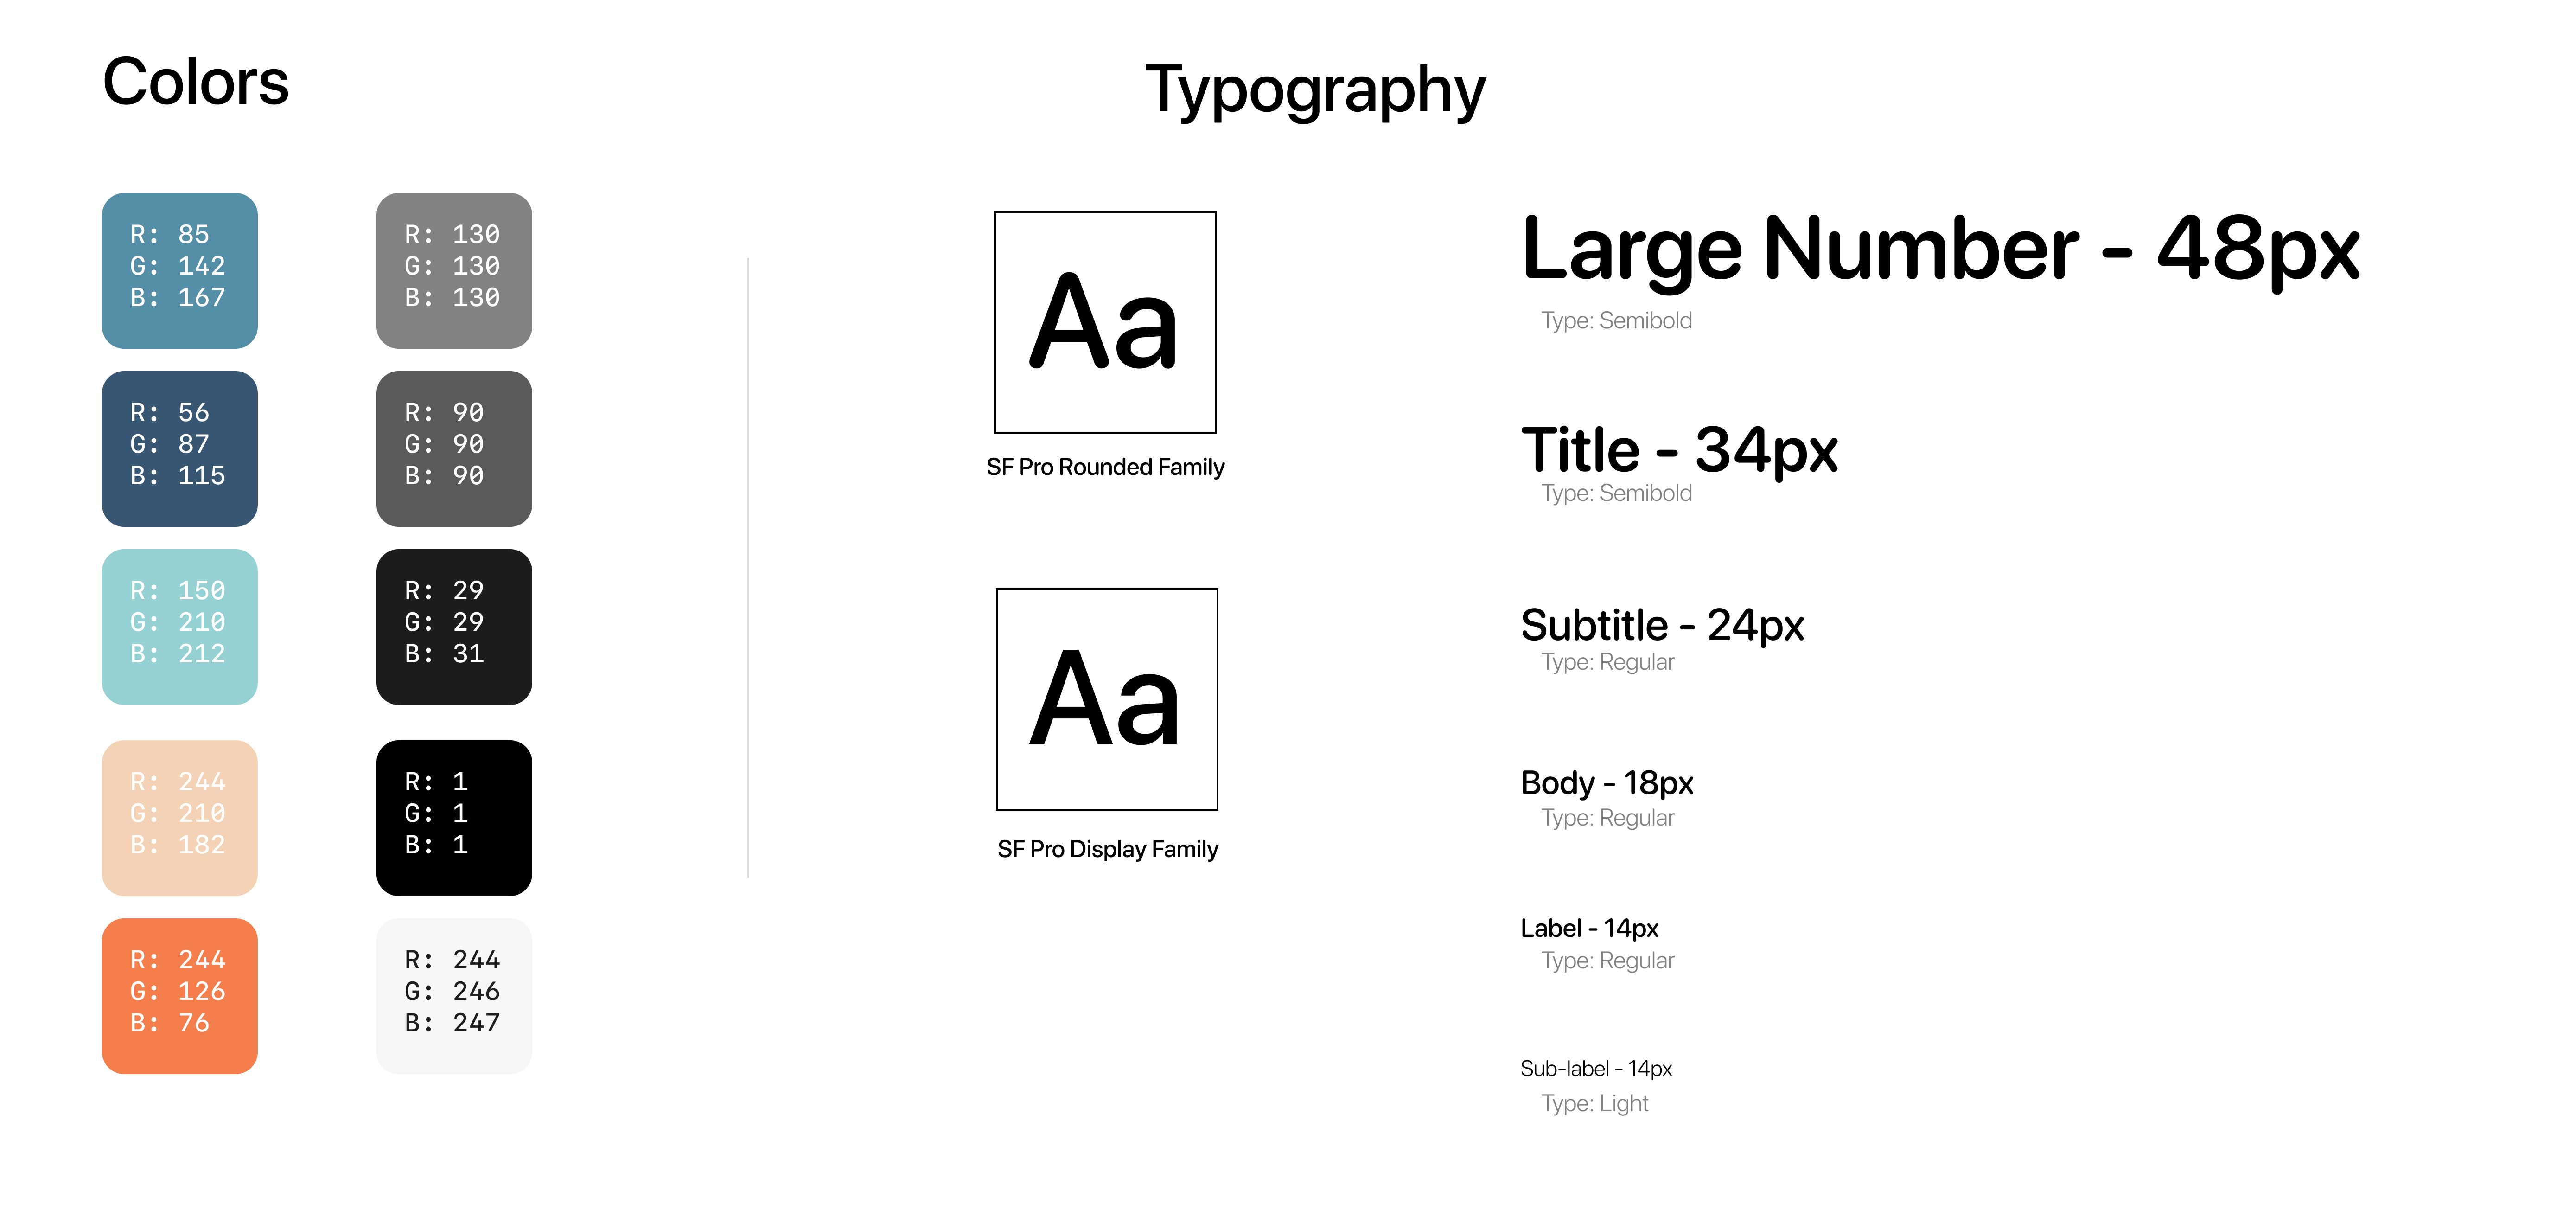 Colors
R: 85
G: 142
B: 167
R: 130
G: 130
B: 130
R: 56
G: 87
B: 115
R: 90
G: 90
B: 90
R: 150
G: 210
B: 212
R: 29
G: 29
B: 31
R: 244
G: 210
B: 182
R: 1
G: 1
B: 1
R: 244
G: 126
B: 76
R: 244
G: 246
B: 247
Typography
Aa
SF Pro Rounded Family
Aa
SF Pro Display Family
Large Number - 48px
Type: Semibold
Title - 34px
Type: Semibold
Subtitle - 24px
Type: Regular
Body - 18px
Type: Regular
Label - 14px
Type: Regular
Sub-label - 14px
Type: Light